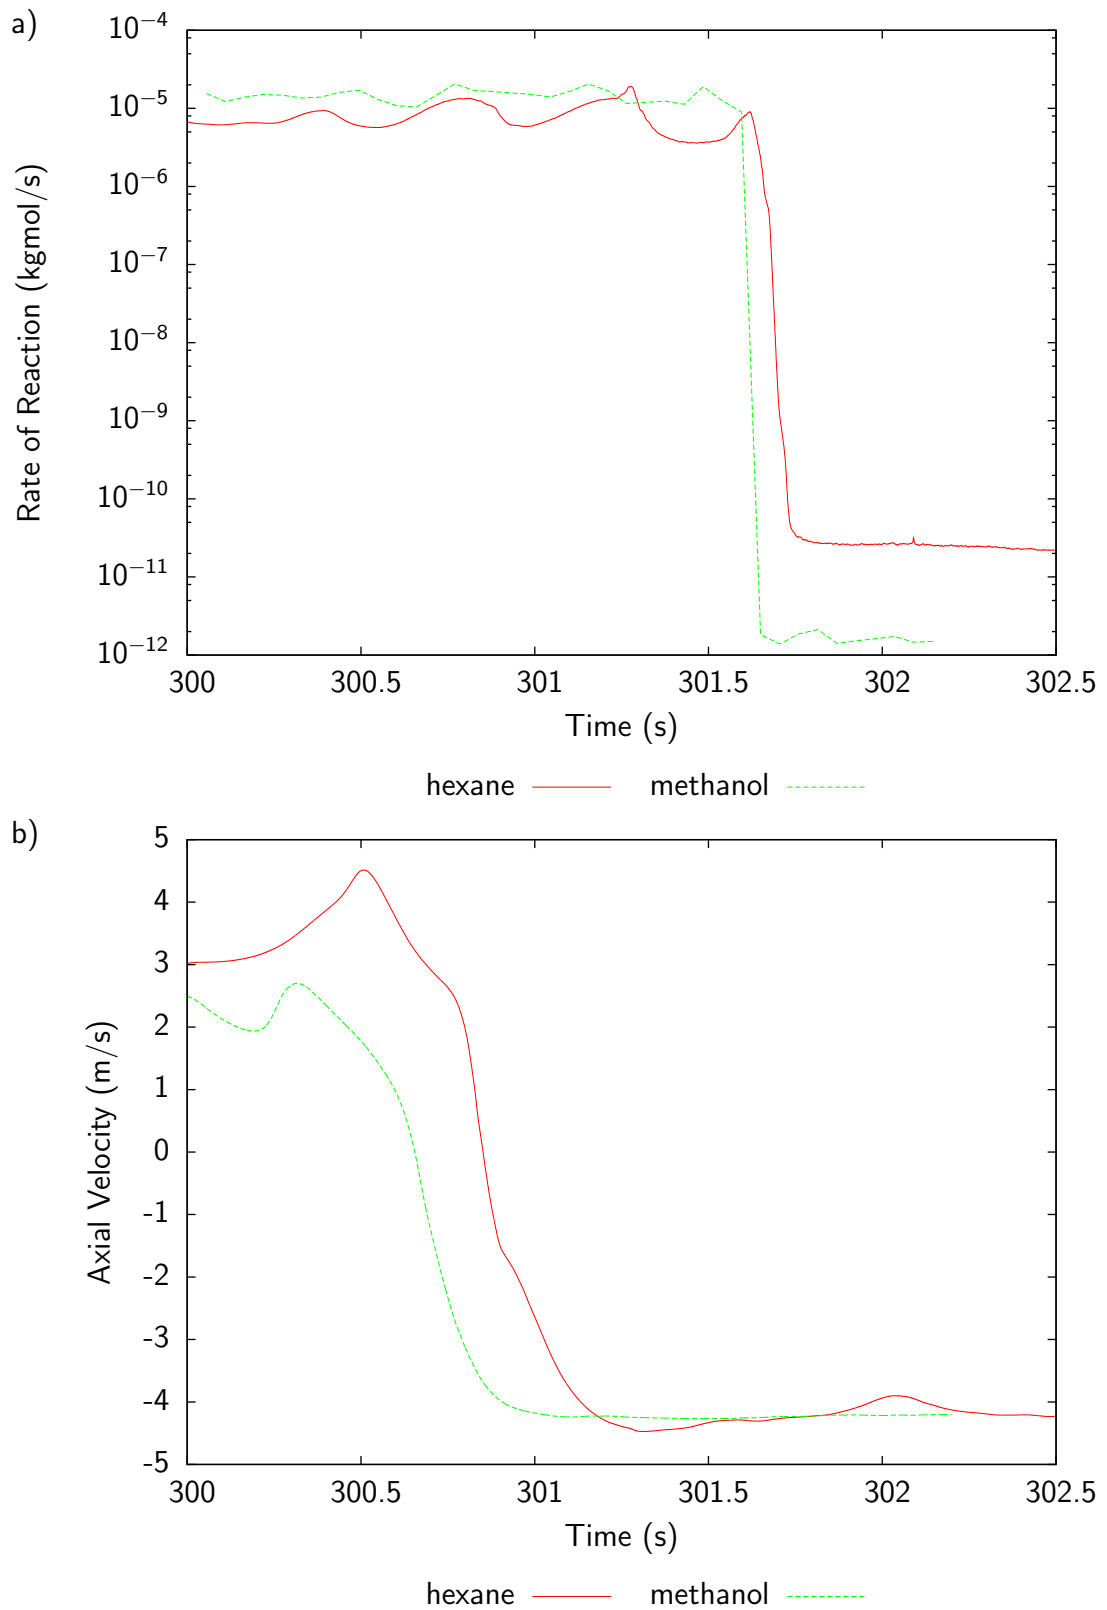 a)
10−4
10−5
10−6
10−7
10−8
10−9
10−10
10−11
10−12
Rate of Reaction (kgmol/s)
300 300.5 301 301.5 302 302.5
Time (s)
hexane methanol
b)
5
4
3
2
1
0
-1
-2
-3
-4
-5
Axial Velocity (m/s)
300 300.5 301 301.5 302 302.5
Time (s)
hexane methanol